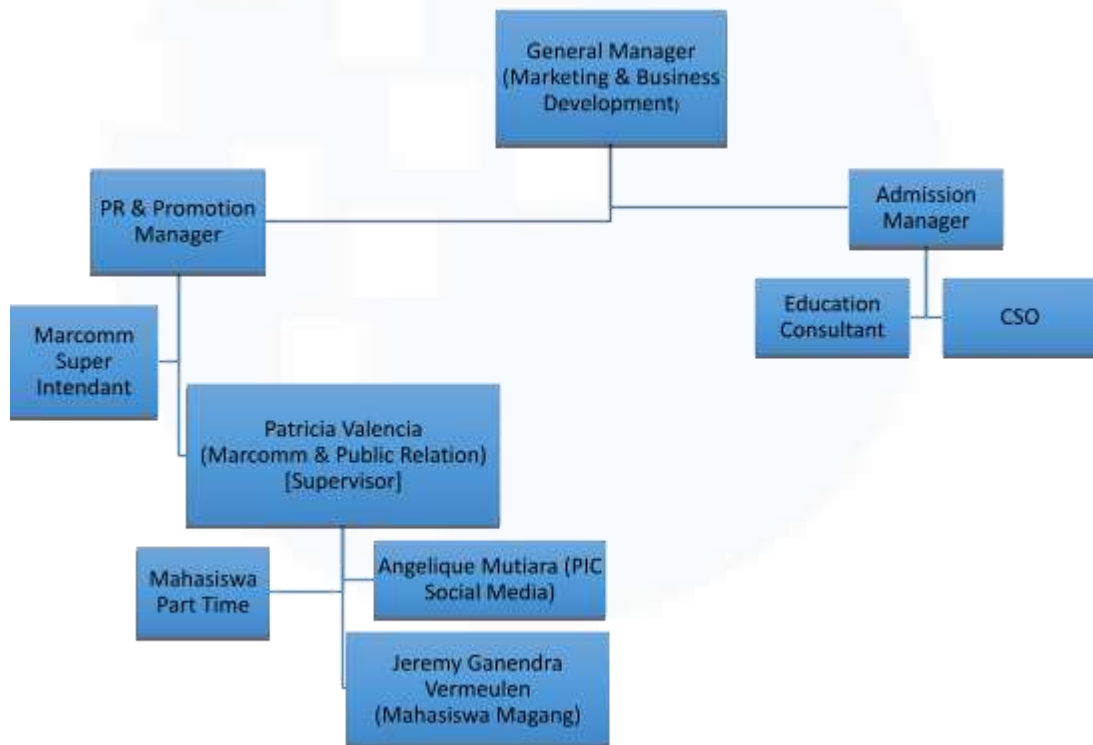 General Manager
(Marketing & Business
Development)
PR & Promotion
Manager
Admission
Manager
Marcomm
Super
Intendant
Education
Consultant
CSO
Patricia Valencia
(Marcomm & Public Relation)
[Supervisor]
Mahasiswa
Part Time
Angelique Mutiara (PIC
Social Media)
Jeremy Ganendra
Vermeulen
(Mahasiswa Magang)